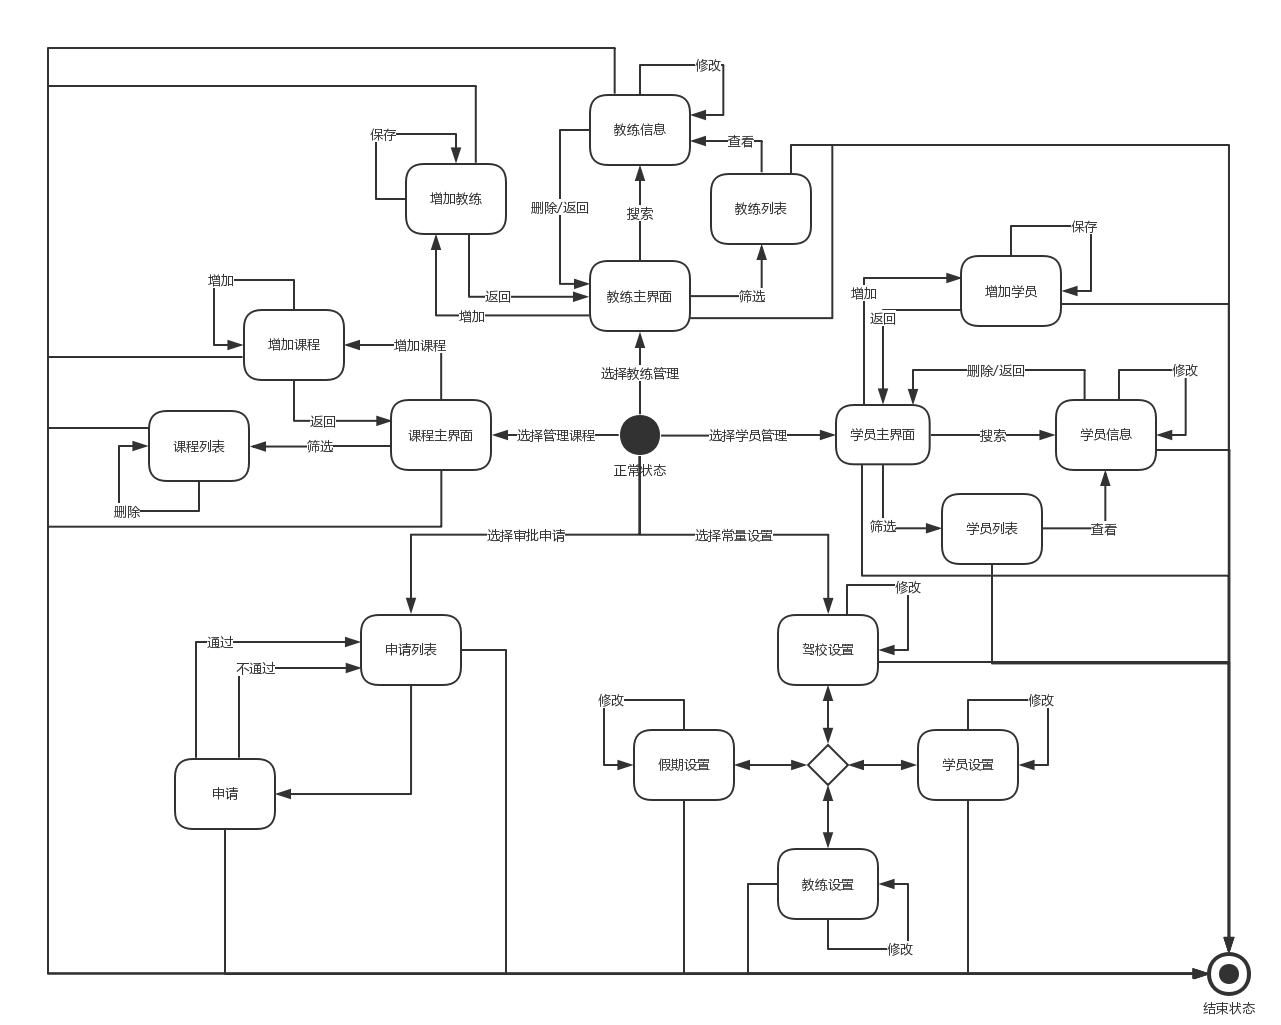 修改
保存
教练信息
查看
增加教练
删除/返回
搜索
教练列表
保存
增加
返回
教练主界面
筛选
增加
增加学员
增加
返回
增加课程
增加课程
选择教练管理
删除/返回
修改
返回
课程主界面
选择管理课程
选择学员管理
学员主界面
搜索
学员信息
课程列表
筛选
正常状态
删除
筛选
学员列表
查看
选择审批申请
选择常量设置
修改
通过
申请列表
驾校设置
不通过
修改
修改
假期设置
学员设置
申请
教练设置
修改
结束状态